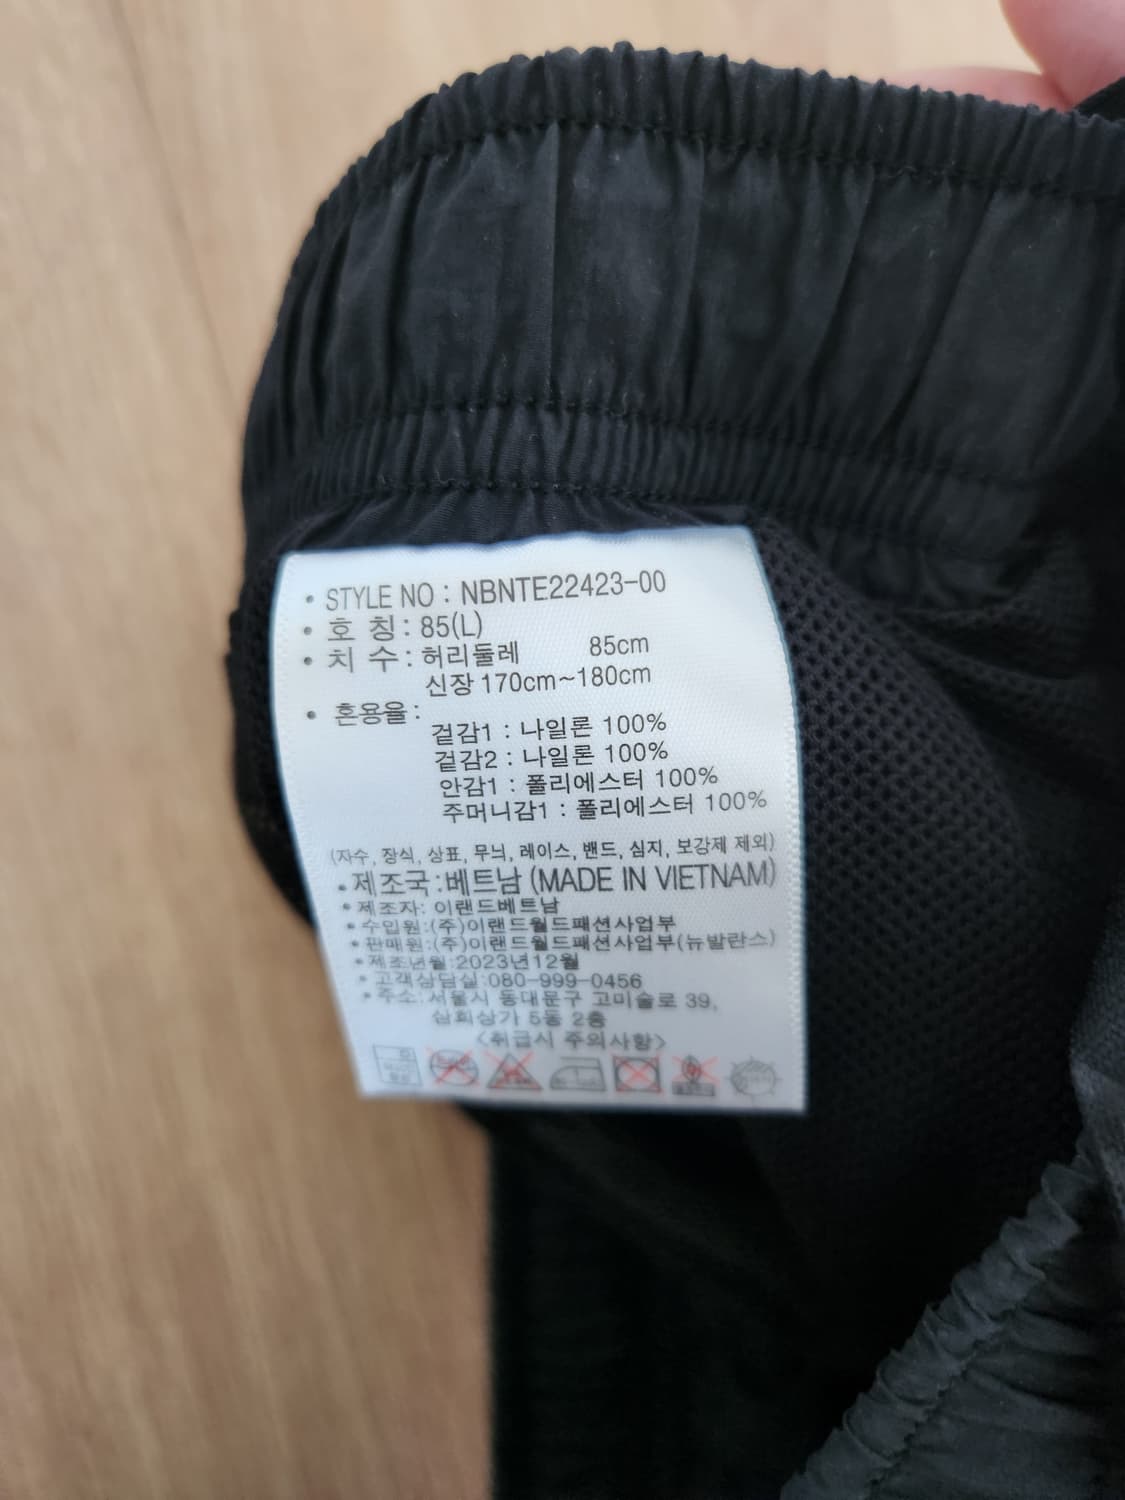 • STYLE NO : NBNTE22423-00
• 호 칭 : 85(L)
• 치 수 : 허리둘레 85cm
신장 170cm~180cm
• 혼용율 :
겉감1 : 나일론 100%
겉감2 : 나일론 100%
안감1 : 폴리에스터 100%
주머니감1 : 폴리에스터 100%
(자수, 장식, 상표, 무늬, 레이스, 밴드, 심지, 보강제 제외)
• 제조국 : 베트남 (MADE IN VIETNAM)
• 제조자: 이랜드베트남
• 수입원:(주)이랜드월드패션사업부
• 판매원:(주)이랜드월드패션사업부(뉴발란스)
• 제조년월:2023년12월
• 고객상담실:080-999-0456
• 주소:서울시 동대문구 고미술로 39,
삼희상가 5동 2층
<취급시 주의사항>